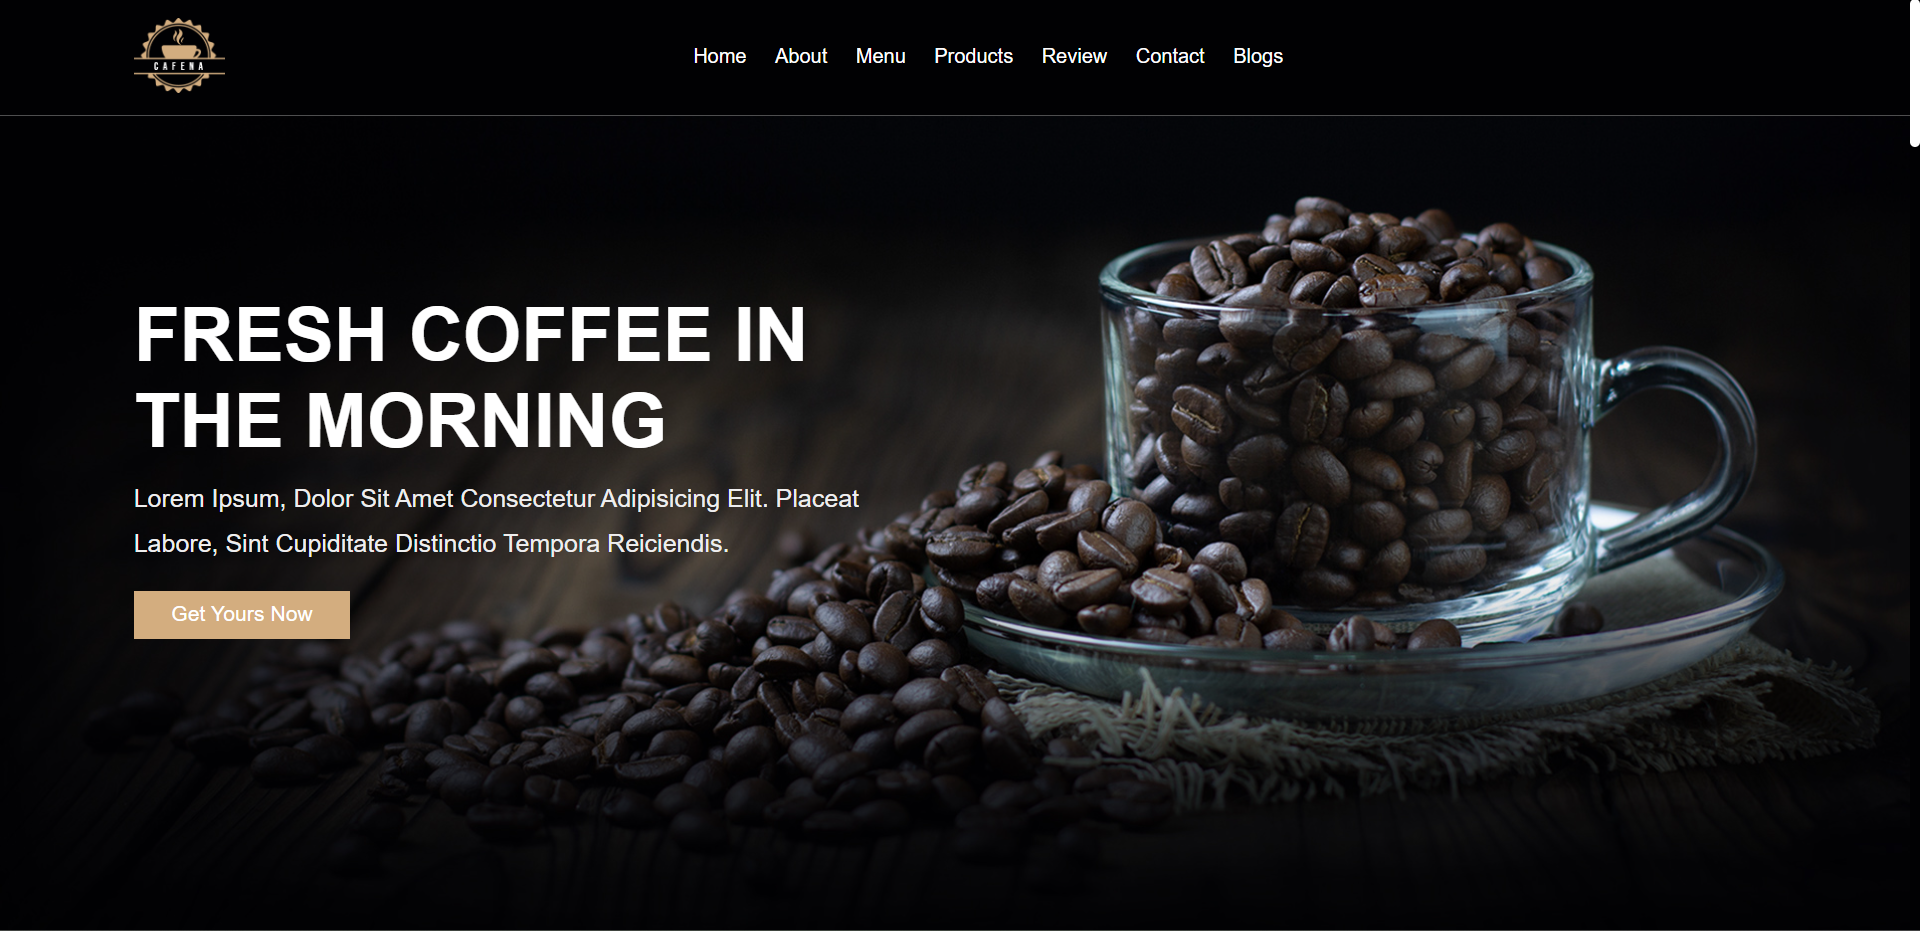 CAFENA
Home About Menu Products Review Contact Blogs
FRESH COFFEE IN
THE MORNING
Lorem Ipsum, Dolor Sit Amet Consectetur Adipisicing Elit. Placeat
Labore, Sint Cupiditate Distinctio Tempora Reiciendis.
Get Yours Now